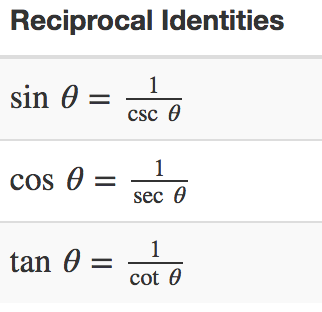 Reciprocal Identities
sin θ = 1/csc θ
cos θ = 1/sec θ
tan θ = 1/cot θ